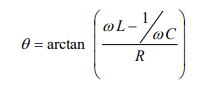 θ = arctan ( (ωL − 1/ωC) / R )